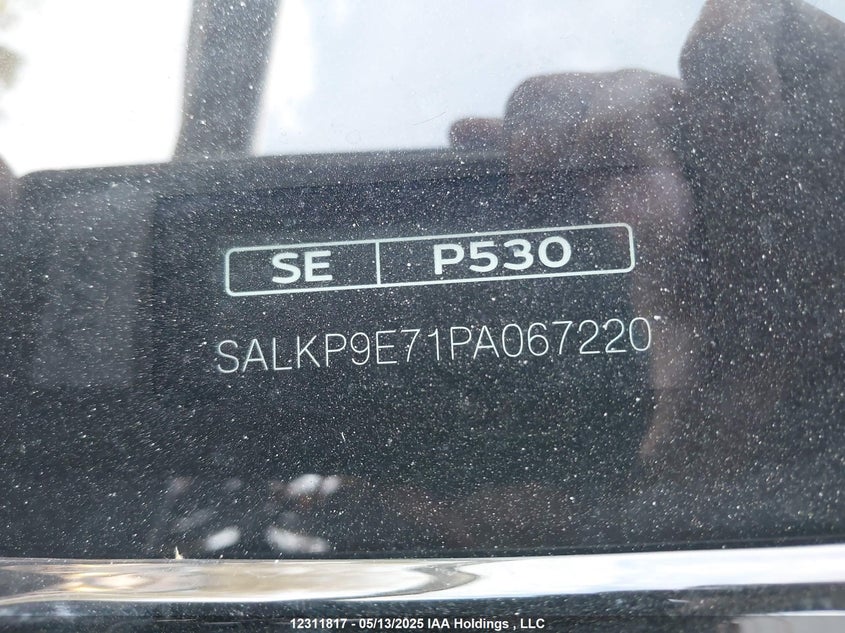 SE P530
SALKP9E71PA067220
12311817 - 05/13/2025 IAA Holdings , LLC